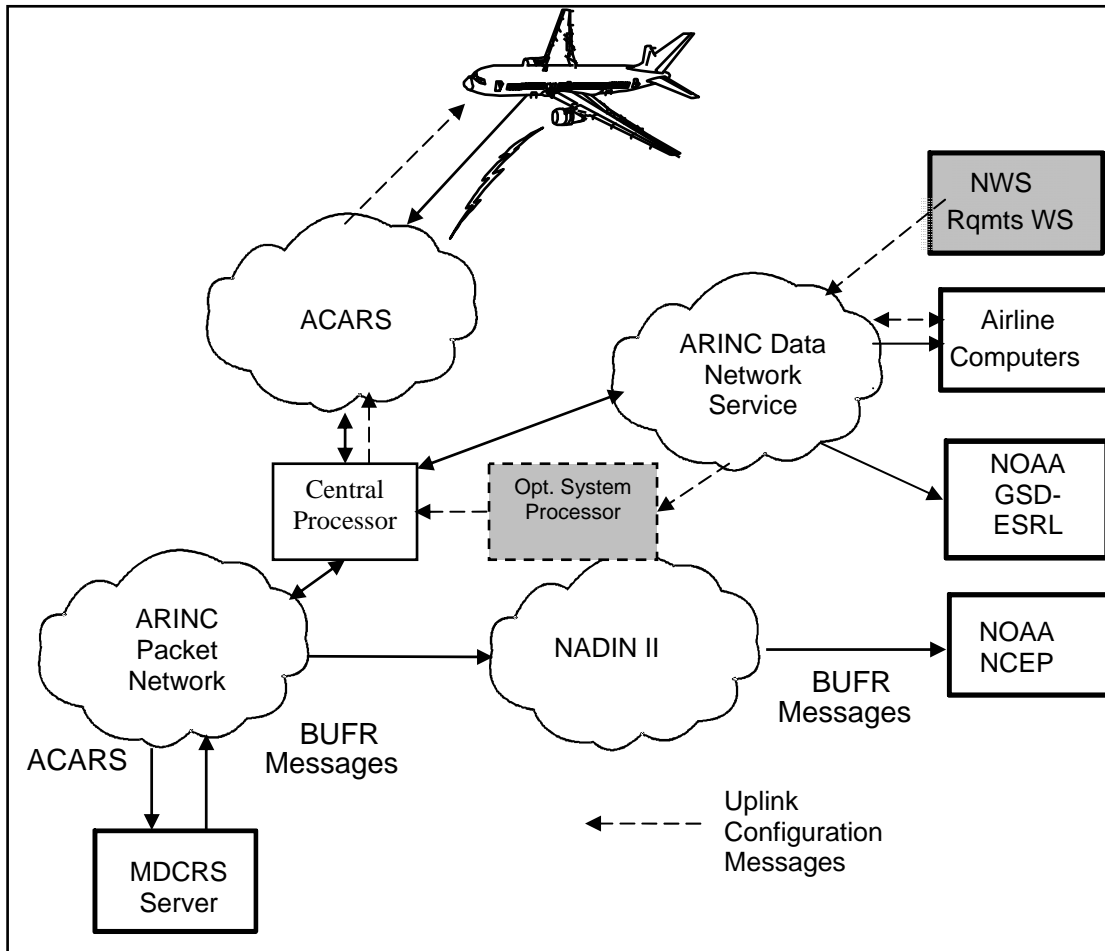 NWS
Rqmts WS
ACARS
ARINC Data
Network
Service
Airline
Computers
Central
Processor
Opt. System
Processor
NOAA
GSD-
ESRL
ARINC
Packet
Network
NADIN II
NOAA
NCEP
BUFR
Messages
ACARS
BUFR
Messages
MDCRS
Server
Uplink
Configuration
Messages